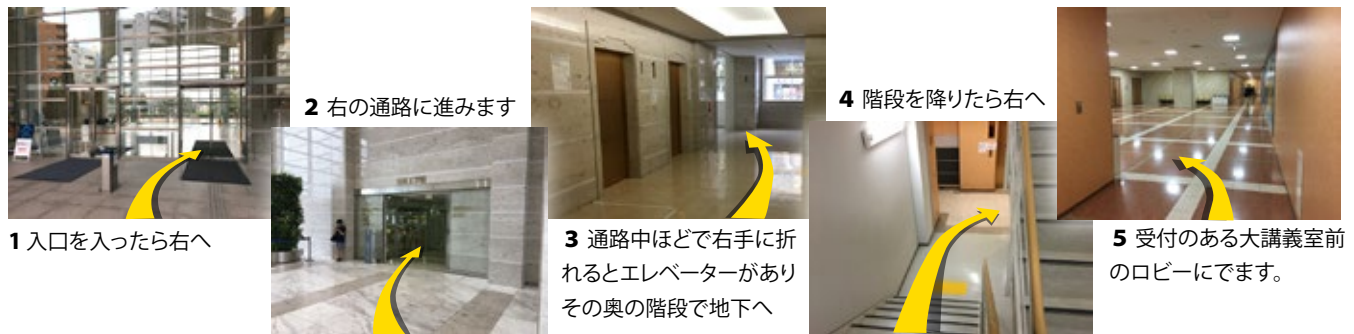 1 入口を入ったら右へ
2 右の通路に進みます
3 通路中ほどで右手に折
れるとエレベーターがあり
その奥の階段で地下へ
4 階段を降りたら右へ
5 受付のある大講義室前
のロビーにでます。